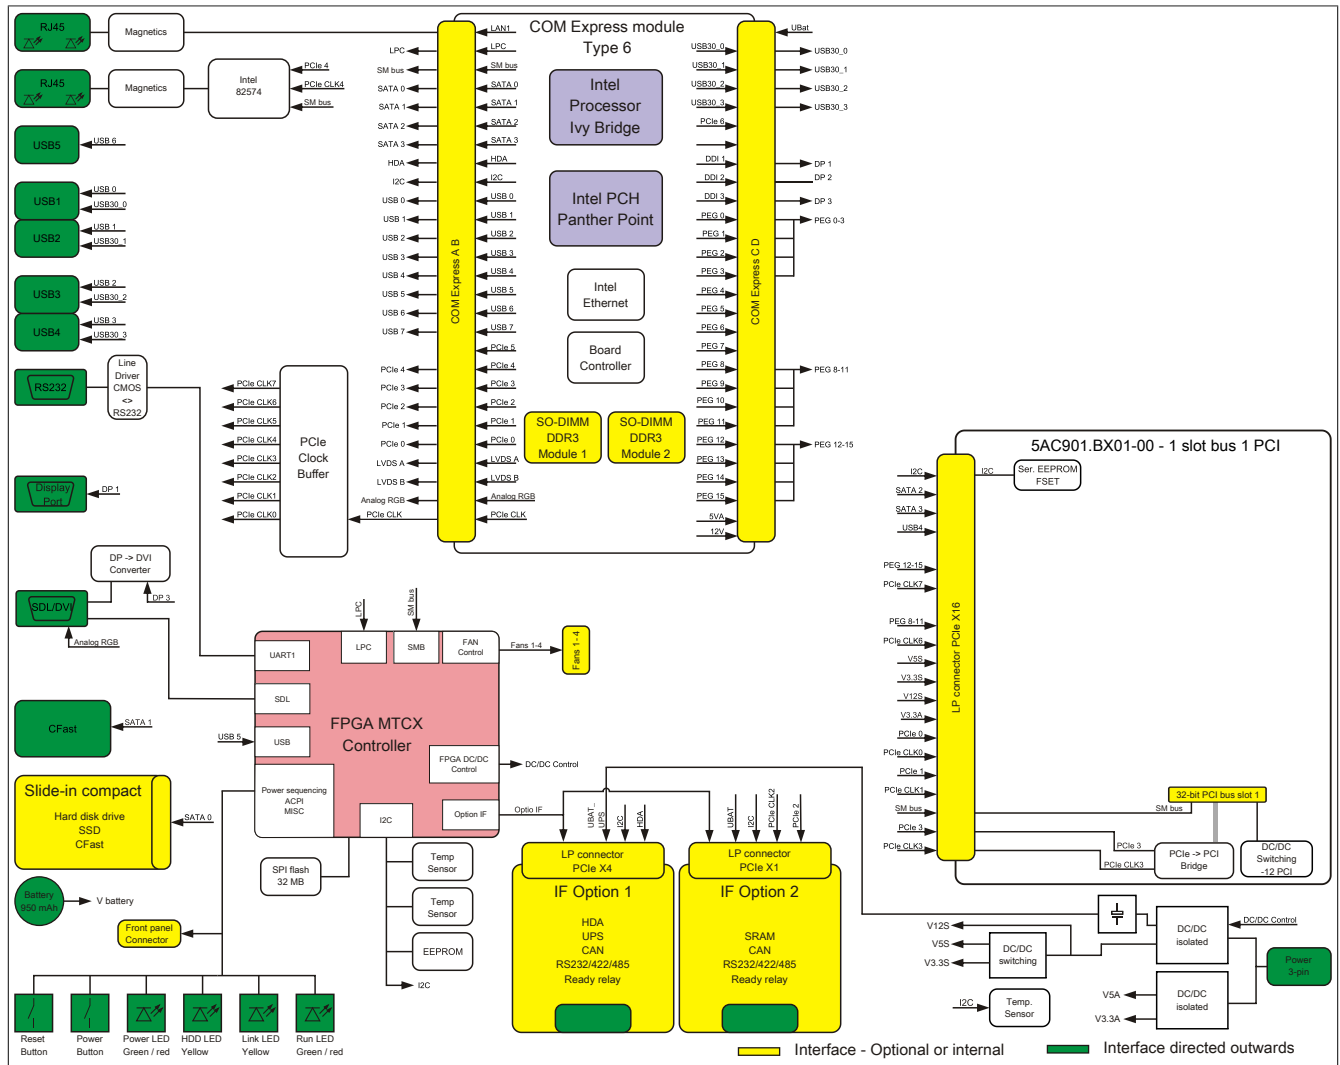 RJ45
Magnetics
RJ45
Magnetics
Intel
82574
PCIe 4
PCIe CLK4
SM bus
USB5
USB 6
USB1
USB 0
USB30_0
USB2
USB 1
USB30_1
USB3
USB 2
USB30_2
USB4
USB 3
USB30_3
RS232
Line
Driver
CMOS
<>
RS232
Display
Port
DP 1
DP -> DVI
Converter
DP 3
SDL/DVI
Analog RGB
CFast
SATA 1
Slide-in compact
Hard disk drive
SSD
CFast
SATA 0
Battery
950 mAh
V battery
Front panel
Connector
Reset
Button
Power
Button
Power LED
Green / red
HDD LED
Yellow
Link LED
Yellow
Run LED
Green / red
PCIe CLK7
PCIe CLK6
PCIe CLK5
PCIe CLK4
PCIe CLK3
PCIe CLK2
PCIe CLK1
PCIe CLK0
PCIe
Clock
Buffer
PCIe CLK
LPC
SM bus
SATA 0
SATA 1
SATA 2
SATA 3
HDA
I2C
USB 0
USB 1
USB 2
USB 3
USB 4
USB 5
USB 6
USB 7
PCIe 4
PCIe 3
PCIe 2
PCIe 1
PCIe 0
LVDS A
LVDS B
Analog RGB
COM Express A B
LAN1
LPC
SM bus
SATA 0
SATA 1
SATA 2
SATA 3
HDA
I2C
USB 0
USB 1
USB 2
USB 3
USB 4
USB 5
USB 6
USB 7
PCIe 5
PCIe 4
PCIe 3
PCIe 2
PCIe 1
PCIe 0
LVDS A
LVDS B
Analog RGB
PCIe CLK
COM Express module
Type 6
Intel
Processor
Ivy Bridge
Intel PCH
Panther Point
Intel
Ethernet
Board
Controller
SO-DIMM
DDR3
Module 1
SO-DIMM
DDR3
Module 2
USB30_0
USB30_1
USB30_2
USB30_3
PCIe 6
DDI 1
DDI 2
DDI 3
PEG 0
PEG 1
PEG 2
PEG 3
PEG 4
PEG 5
PEG 6
PEG 7
PEG 8
PEG 9
PEG 10
PEG 11
PEG 12
PEG 13
PEG 14
PEG 15
5VA
12V
COM Express C D
UBat
USB30_0
USB30_1
USB30_2
USB30_3
DP 1
DP 2
DP 3
PEG 0-3
PEG 8-11
PEG 12-15
5AC901.BX01-00 - 1 slot bus 1 PCI
I2C
SATA 2
SATA 3
USB4
PEG 12-15
PCIe CLK7
PEG 8-11
PCIe CLK6
V5S
V3.3S
V12S
V3.3A
PCIe 0
PCIe CLK0
PCIe 1
PCIe CLK1
SM bus
PCIe 3
PCIe CLK3
LP connector PCIe X16
I2C
Ser. EEPROM
FSET
32-bit PCI bus slot 1
SM bus
PCIe 3
PCIe CLK3
PCIe -> PCI
Bridge
DC/DC
Switching
-12 PCI
LPC
SM bus
UART1
LPC
SMB
FAN
Control
Fans 1-4
Fans 1-4
SDL
FPGA MTCX
Controller
USB 5
USB
FPGA DC/DC
Control
DC/DC Control
Power sequencing
ACPI
MISC
I2C
Option IF
Optio IF
SPI flash
32 MB
Temp
Sensor
Temp
Sensor
EEPROM
I2C
UBAT_
UPS
I2C
HDA
LP connector
PCIe X4
IF Option 1
HDA
UPS
CAN
RS232/422/485
Ready relay
UBAT
I2C
PCIe CLK2
PCIe 2
LP connector
PCIe X1
IF Option 2
SRAM
CAN
RS232/422/485
Ready relay
V12S
V5S
V3.3S
DC/DC
switching
DC/DC
isolated
DC/DC Control
Power
3-pin
I2C
Temp.
Sensor
V5A
V3.3A
DC/DC
isolated
Interface - Optional or internal
Interface directed outwards